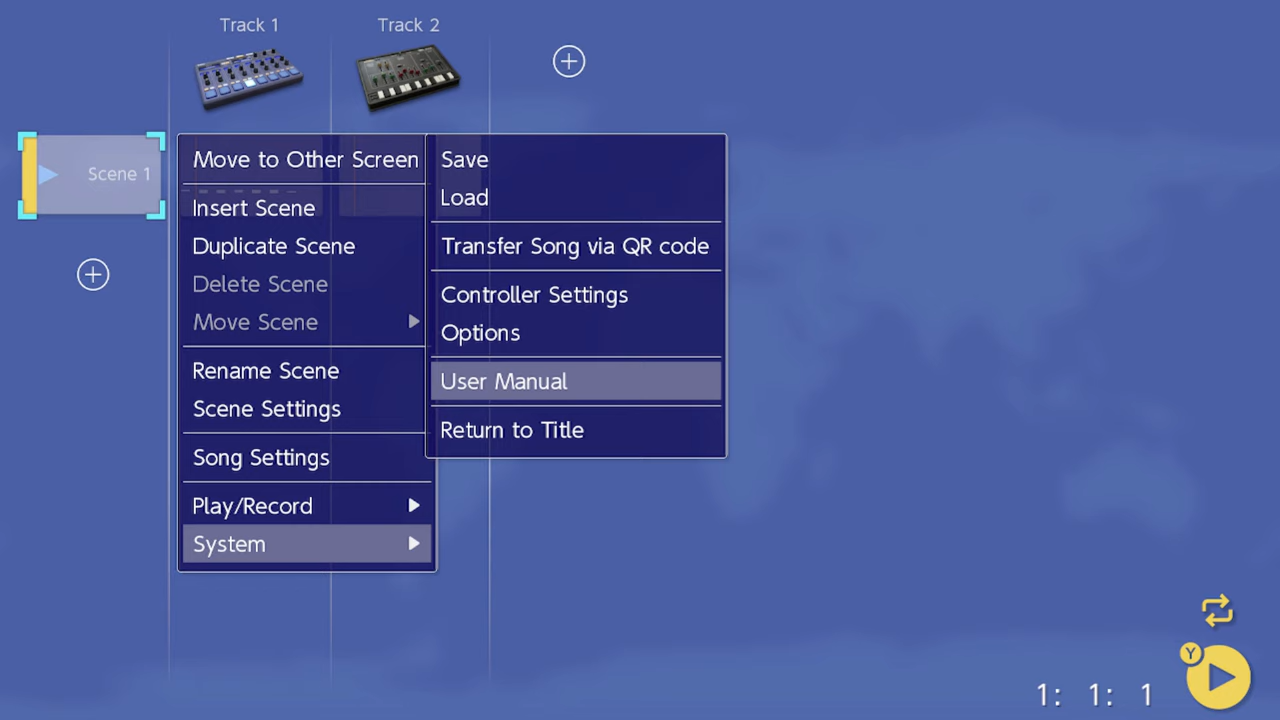 Track 1
Track 2
Scene 1
Move to Other Screen
Insert Scene
Duplicate Scene
Delete Scene
Move Scene
Rename Scene
Scene Settings
Song Settings
Play/Record
System
Save
Load
Transfer Song via QR code
Controller Settings
Options
User Manual
Return to Title
Y
1: 1: 1